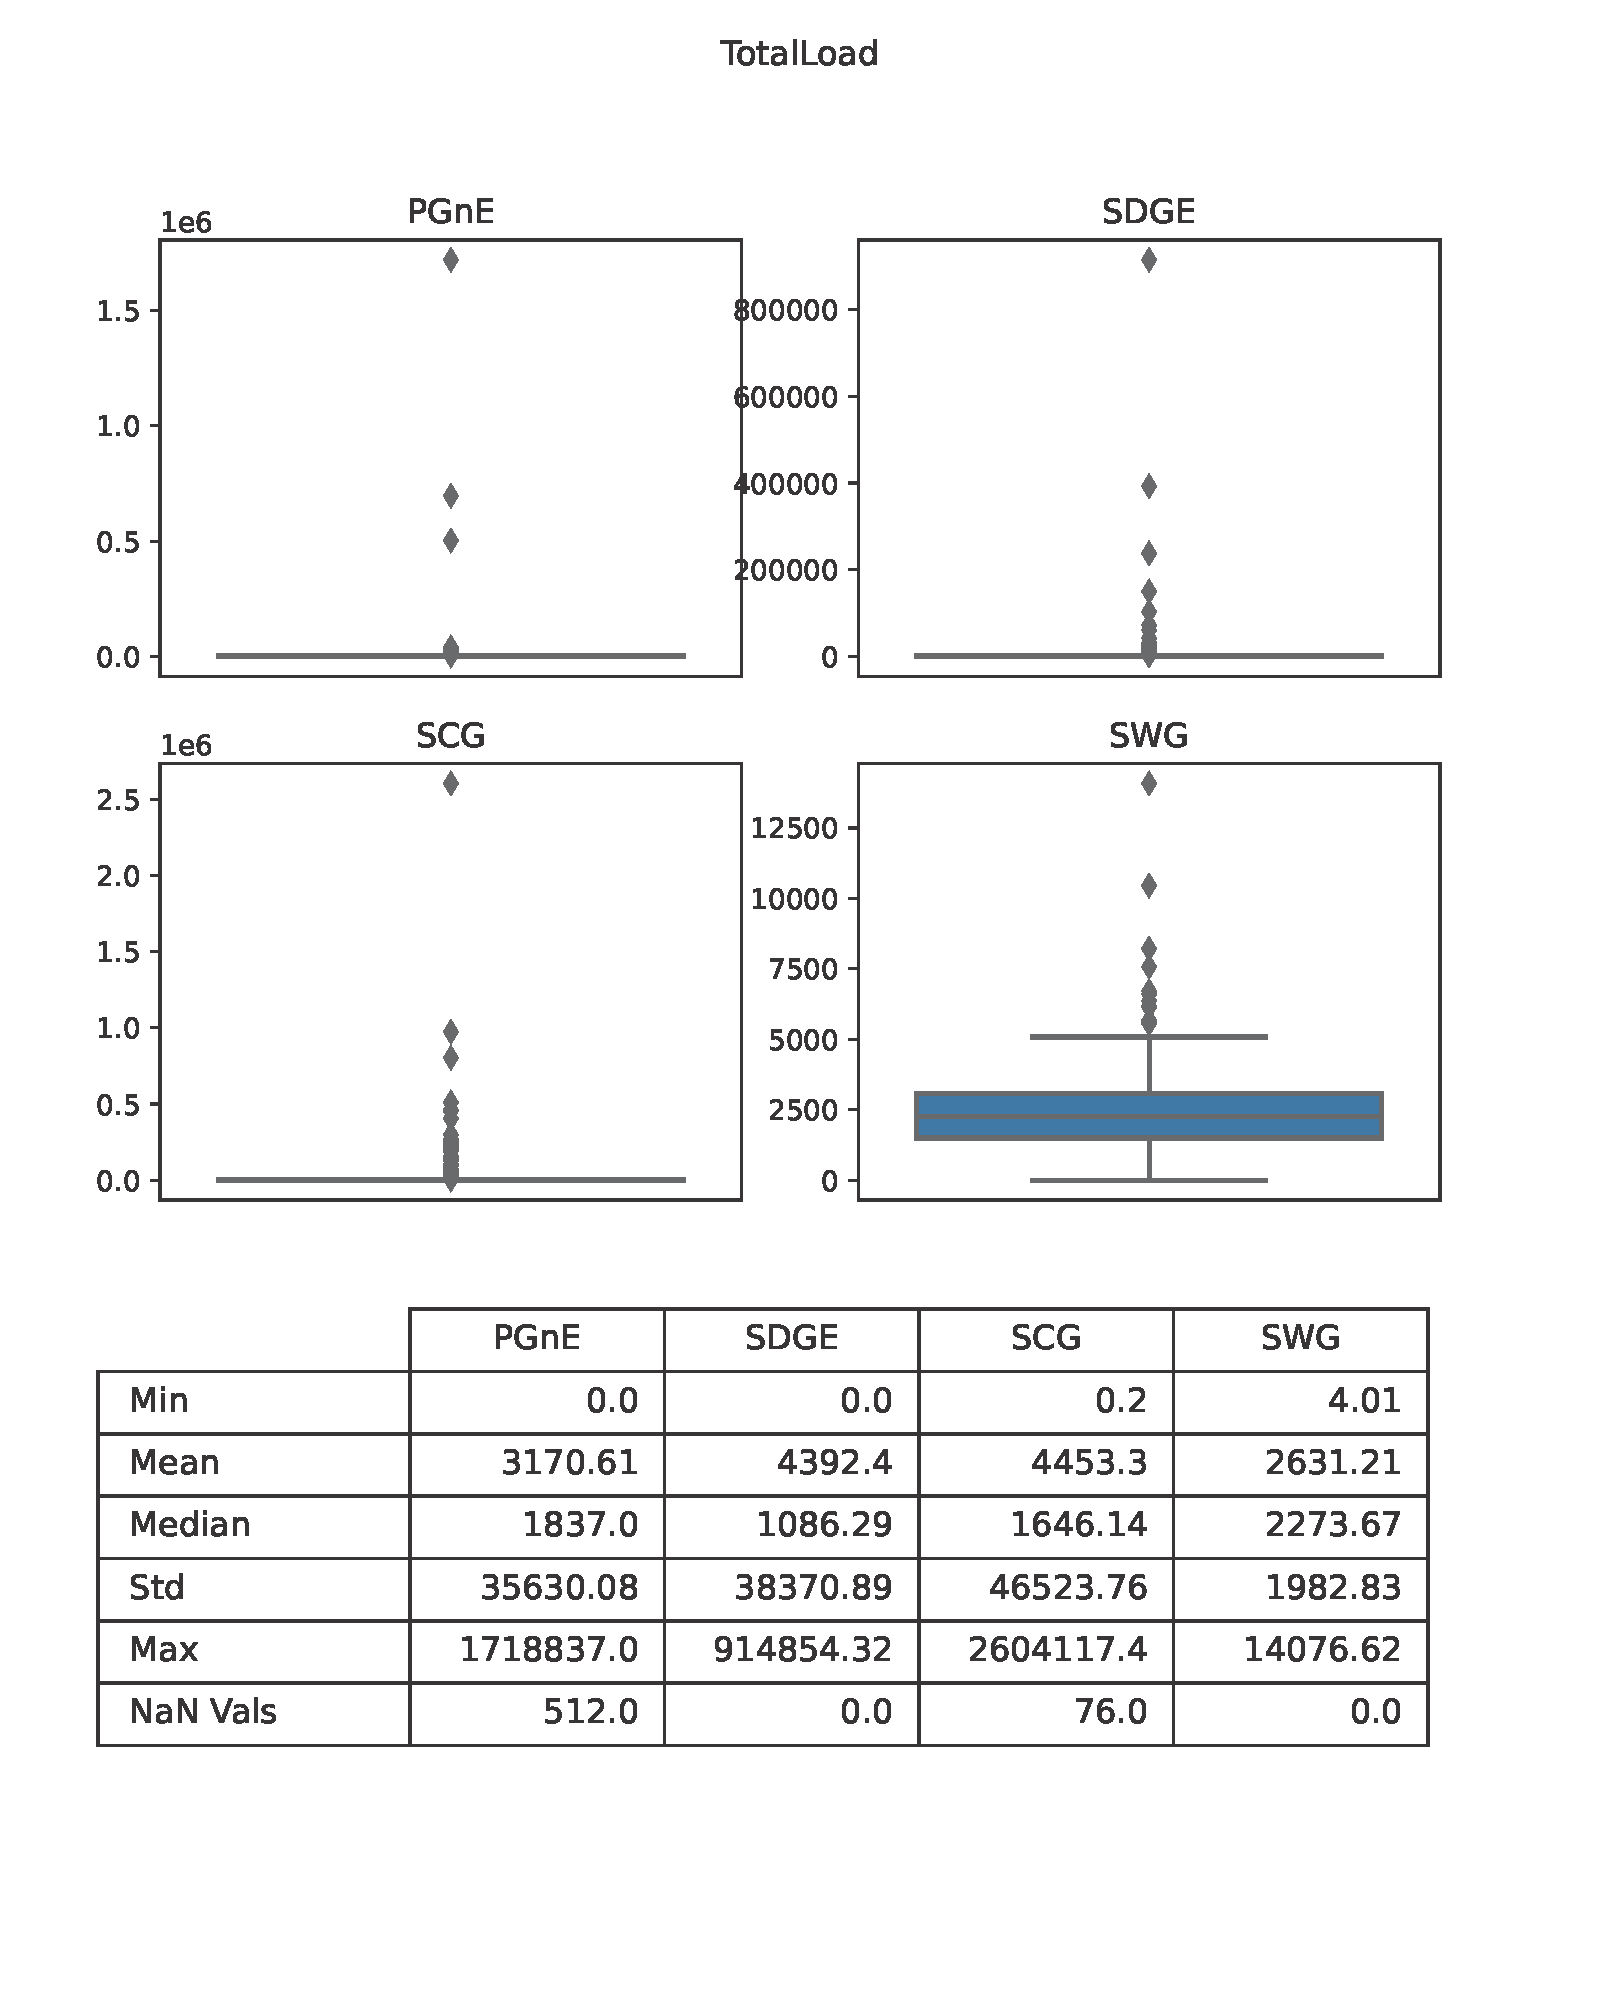 TotalLoad
PGnE
1e6
1.5
1.0
0.5
0.0
SDGE
800000
600000
400000
200000
0
SCG
1e6
2.5
2.0
1.5
1.0
0.5
0.0
SWG
12500
10000
7500
5000
2500
0
PGnE SDGE SCG SWG
Min 0.0 0.0 0.2 4.01
Mean 3170.61 4392.4 4453.3 2631.21
Median 1837.0 1086.29 1646.14 2273.67
Std 35630.08 38370.89 46523.76 1982.83
Max 1718837.0 914854.32 2604117.4 14076.62
NaN Vals 512.0 0.0 76.0 0.0